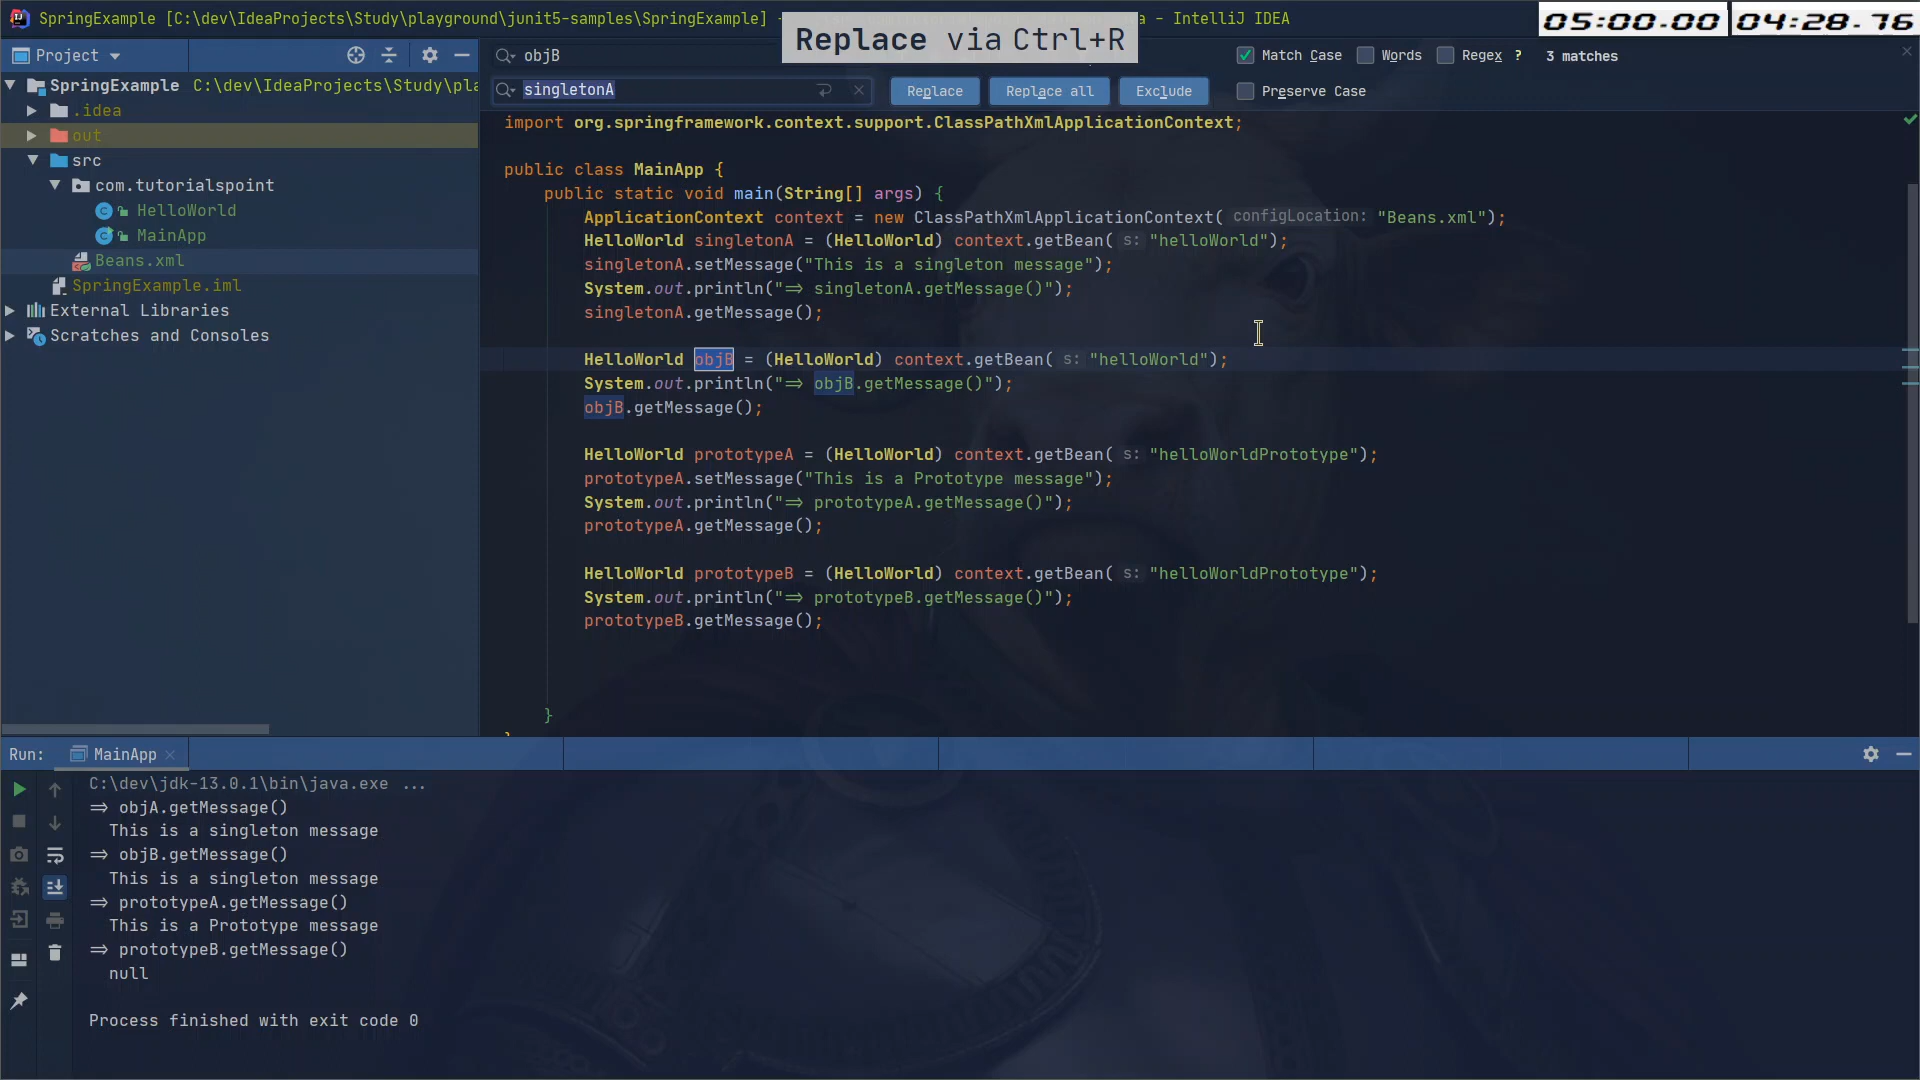 SpringExample [C:\dev\IdeaProjects\Study\playground\junit5-samples\SpringExample] - a - IntelliJ IDEA
Replace via Ctrl+R
05:00.00 04:28.76
Project
objB
Match Case Words Regex ? 3 matches
singletonA
Replace Replace all Exclude Preserve Case
SpringExample C:\dev\IdeaProjects\Study\pla
.idea
out
src
com.tutorialspoint
HelloWorld
MainApp
Beans.xml
SpringExample.iml
External Libraries
Scratches and Consoles
import org.springframework.context.support.ClassPathXmlApplicationContext;
public class MainApp {
public static void main(String[] args) {
ApplicationContext context = new ClassPathXmlApplicationContext( configLocation: "Beans.xml");
HelloWorld singletonA = (HelloWorld) context.getBean( s: "helloWorld");
singletonA.setMessage("This is a singleton message");
System.out.println("⇒ singletonA.getMessage()");
singletonA.getMessage();
HelloWorld objB = (HelloWorld) context.getBean( s: "helloWorld");
System.out.println("⇒ objB.getMessage()");
objB.getMessage();
HelloWorld prototypeA = (HelloWorld) context.getBean( s: "helloWorldPrototype");
prototypeA.setMessage("This is a Prototype message");
System.out.println("⇒ prototypeA.getMessage()");
prototypeA.getMessage();
HelloWorld prototypeB = (HelloWorld) context.getBean( s: "helloWorldPrototype");
System.out.println("⇒ prototypeB.getMessage()");
prototypeB.getMessage();
}
Run: MainApp
C:\dev\jdk-13.0.1\bin\java.exe ...
⇒ objA.getMessage()
This is a singleton message
⇒ objB.getMessage()
This is a singleton message
⇒ prototypeA.getMessage()
This is a Prototype message
⇒ prototypeB.getMessage()
null
Process finished with exit code 0